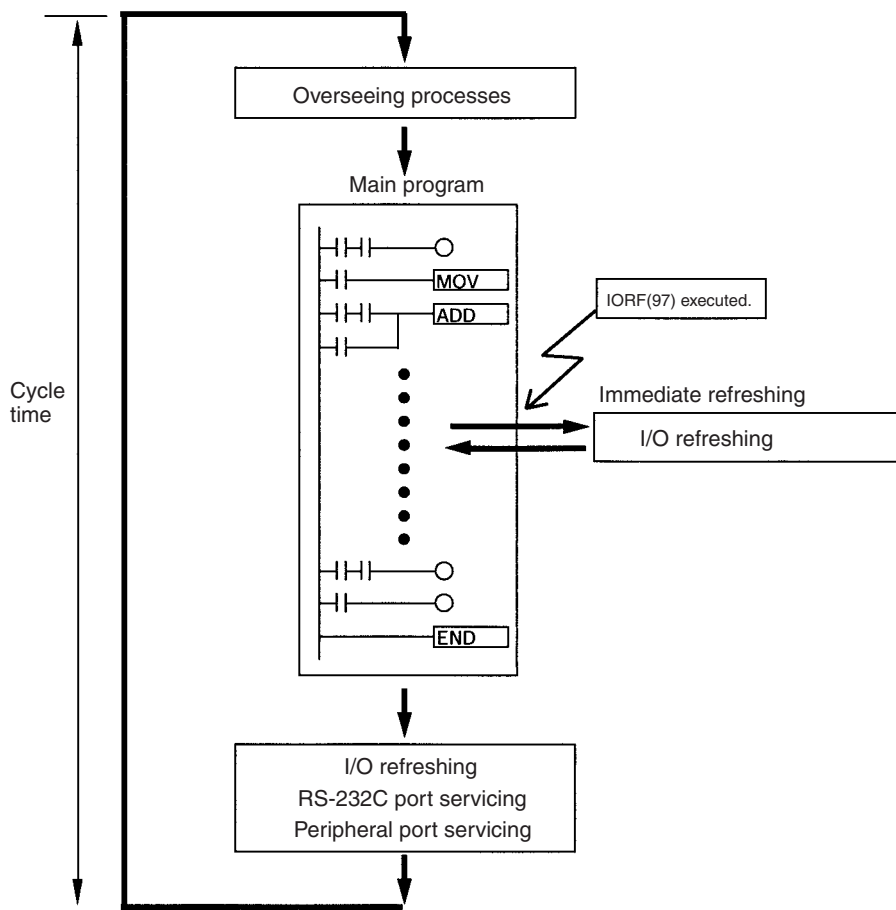 Overseeing processes
Main program
MOV
IORF(97) executed.
ADD
Cycle
time
Immediate refreshing
I/O refreshing
END
I/O refreshing
RS-232C port servicing
Peripheral port servicing